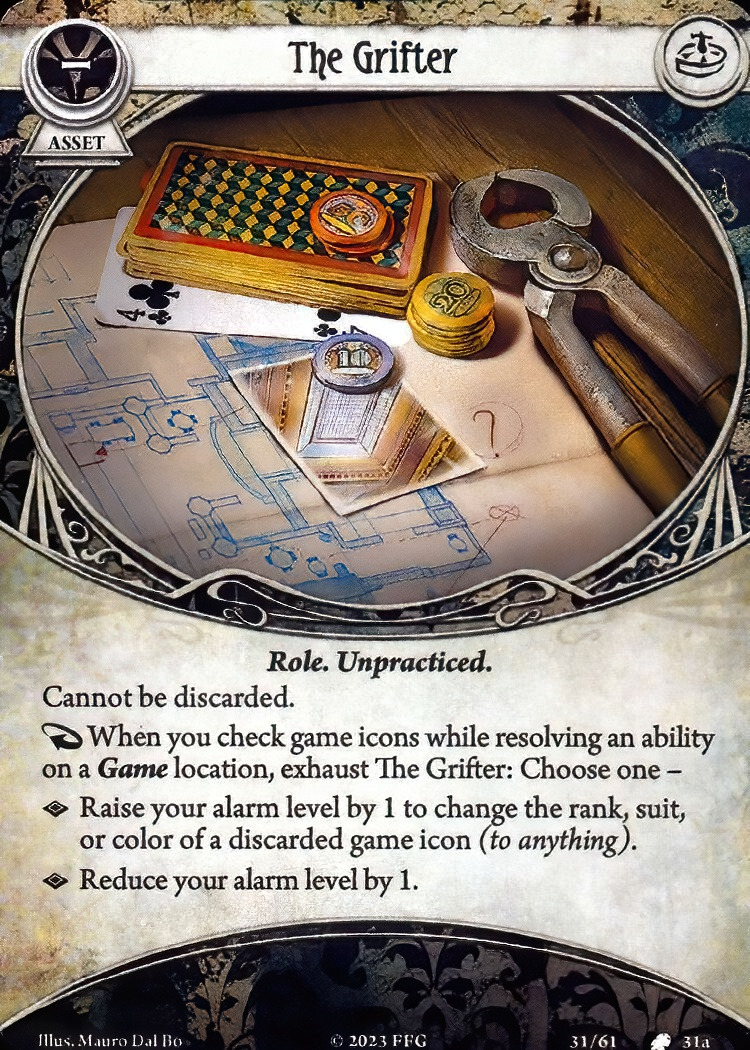 The Grifter
ASSET
20
10
4
?
Role. Unpracticed.
Cannot be discarded.
When you check game icons while resolving an ability
on a Game location, exhaust The Grifter: Choose one –
Raise your alarm level by 1 to change the rank, suit,
or color of a discarded game icon (to anything).
Reduce your alarm level by 1.
Illus. Mauro Dal Bo © 2023 FFG 31/61 31a